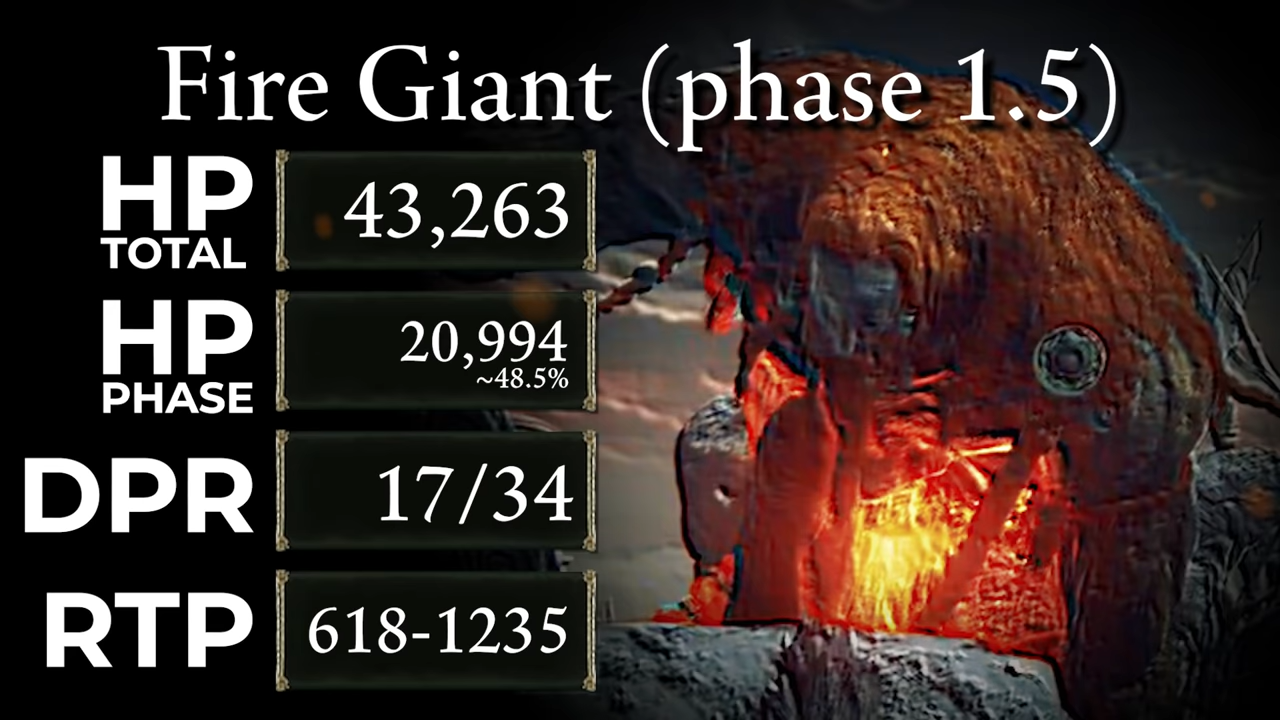 Fire Giant (phase 1.5)
HP
TOTAL
43,263
HP
PHASE
20,994
~48.5%
DPR
17/34
RTP
618-1235